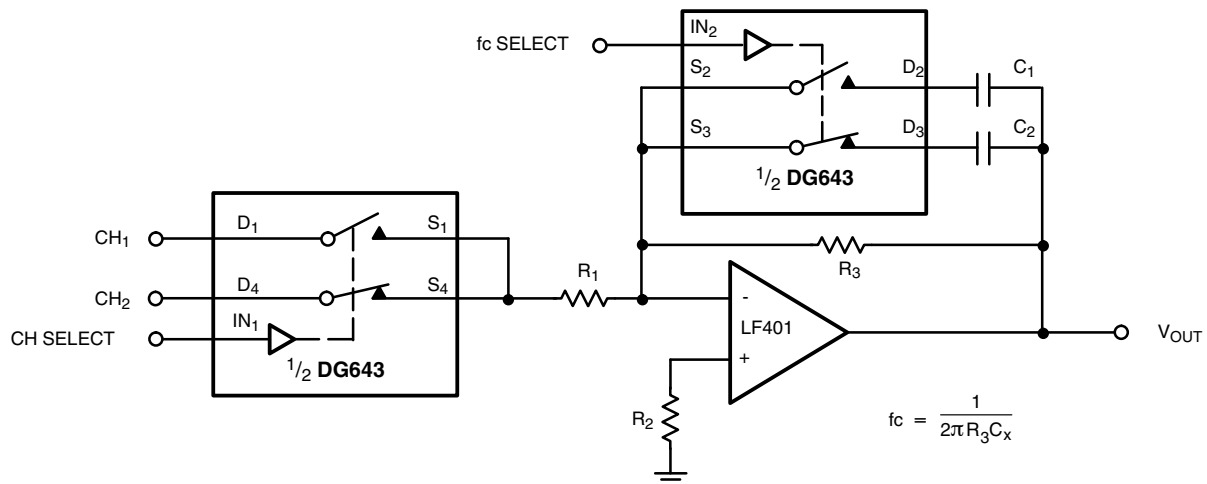 fc SELECT
IN2
S2
D2
C1
S3
D3
C2
1/2 DG643
CH1
D1
S1
CH2
D4
S4
CH SELECT
IN1
1/2 DG643
R1
R3
-
LF401
+
VOUT
R2
fc = 1 / 2πR3Cx